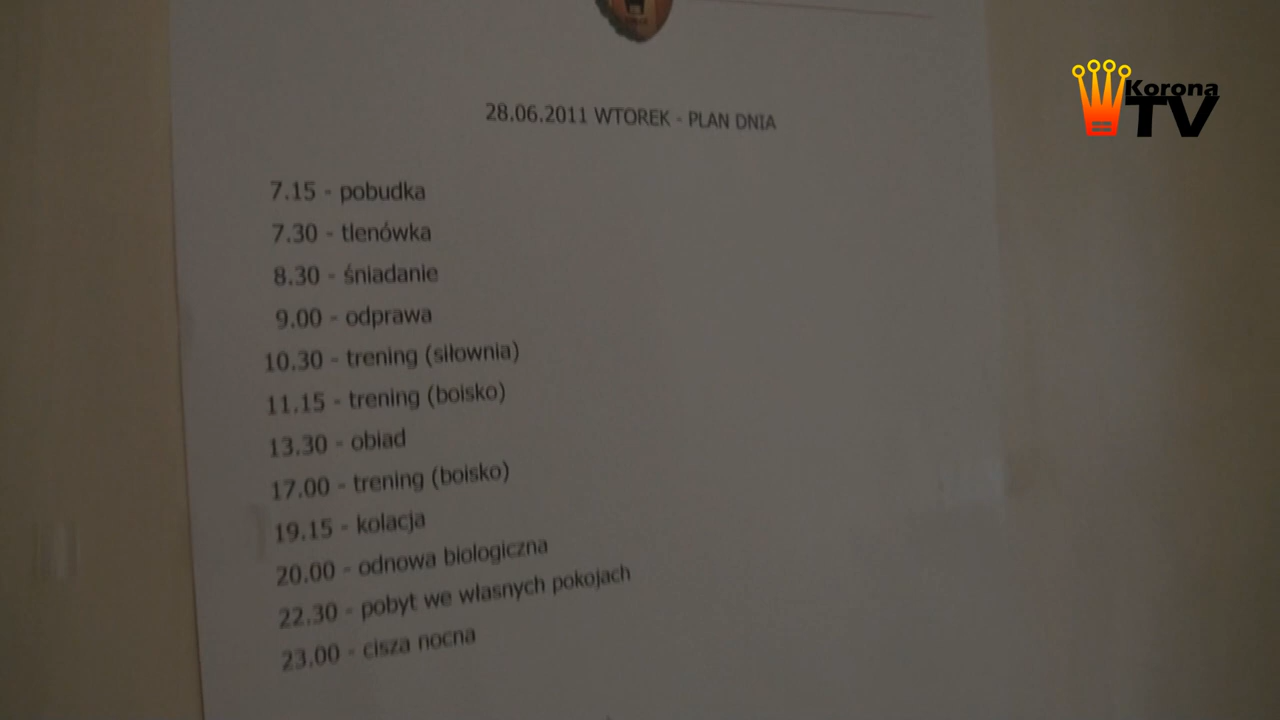 28.06.2011 WTOREK - PLAN DNIA
7.15 - pobudka
7.30 - tlenówka
8.30 - śniadanie
9.00 - odprawa
10.30 - trening (siłownia)
11.15 - trening (boisko)
13.30 - obiad
17.00 - trening (boisko)
19.15 - kolacja
20.00 - odnowa biologiczna
22.30 - pobyt we własnych pokojach
23.00 - cisza nocna
Korona
TV